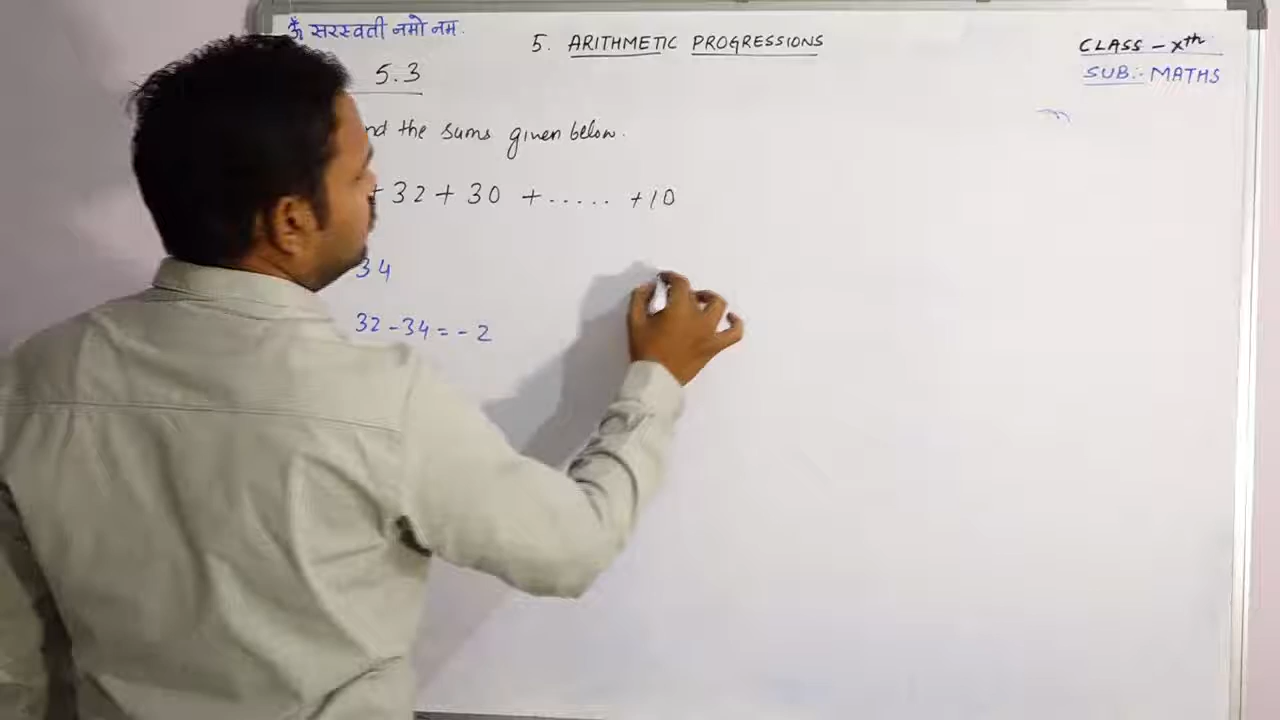 ॐ सरस्वती नमो नम.
5. ARITHMETIC PROGRESSIONS
CLASS - Xth
SUB:- MATHS
5.3
the sums given below.
+ 32 + 30 + ..... + 10
34
32 - 34 = - 2